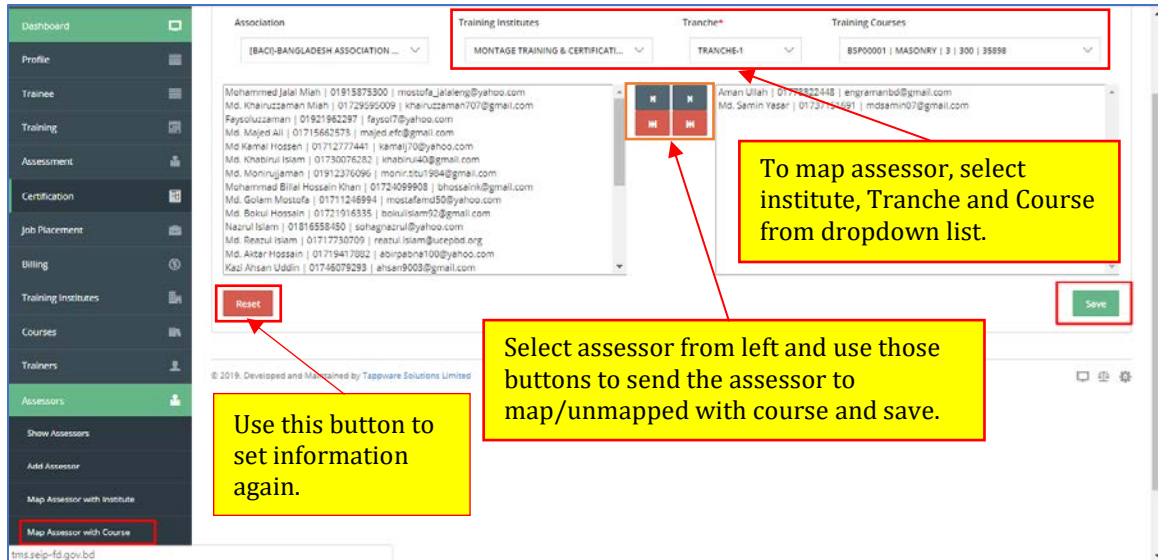 Dashboard
Profile
Trainee
Training
Assessment
Certification
Job Placement
Billing
Training Institutes
Courses
Trainers
Assessors
Show Assessors
Add Assessor
Map Assessor with Institute
Map Assessor with Course
tms.seip-fd.gov.bd
Association
Training Institutes
Tranche*
Training Courses
[BACI]-BANGLADESH ASSOCIATION ...
MONTAGE TRAINING & CERTIFICATI...
TRANCHE-1
BSP00001 | MASONRY | 3 | 300 | 35898
Mohammed Jalal Miah | 01915875300 | mostofa_jalaleng@yahoo.com
Md. Khairuzzaman Miah | 01729595009 | khairuzzaman707@gmail.com
Faysoluzzaman | 01921962297 | faysol7@yahoo.com
Md. Majed Ali | 01715662573 | majed.efc@gmail.com
Md Kamal Hossen | 01712777441 | kamalj70@yahoo.com
Md. Khabirul Islam | 01730076282 | khabirul40@gmail.com
Md. Monirujjaman | 01912376096 | monir.titu1984@gmail.com
Mohammad Billal Hossain Khan | 01724099908 | bhossaink@gmail.com
Md. Golam Mostofa | 01711246994 | mostafamd50@yahoo.com
Md. Bokul Hossain | 01721916335 | bokulislam92@gmail.com
Nazrul Islam | 01816558450 | sohagnazrul@yahoo.com
Md. Reazul Islam | 01717730709 | reazul.islam@ucepbd.org
Md. Aktar Hossain | 01719417882 | abirpabna100@yahoo.com
Kazi Ahsan Uddin | 01746079293 | ahsan9003@gmail.com
Aman Ullah | 01778822448 | engramanbd@gmail.com
Md. Samin Yasar | 01737151691 | mdsamin07@gmail.com
To map assessor, select
institute, Tranche and Course
from dropdown list.
Reset
Save
Select assessor from left and use those
buttons to send the assessor to
map/unmapped with course and save.
© 2019. Developed and Maintained by Tappware Solutions Limited
Use this button to
set information
again.